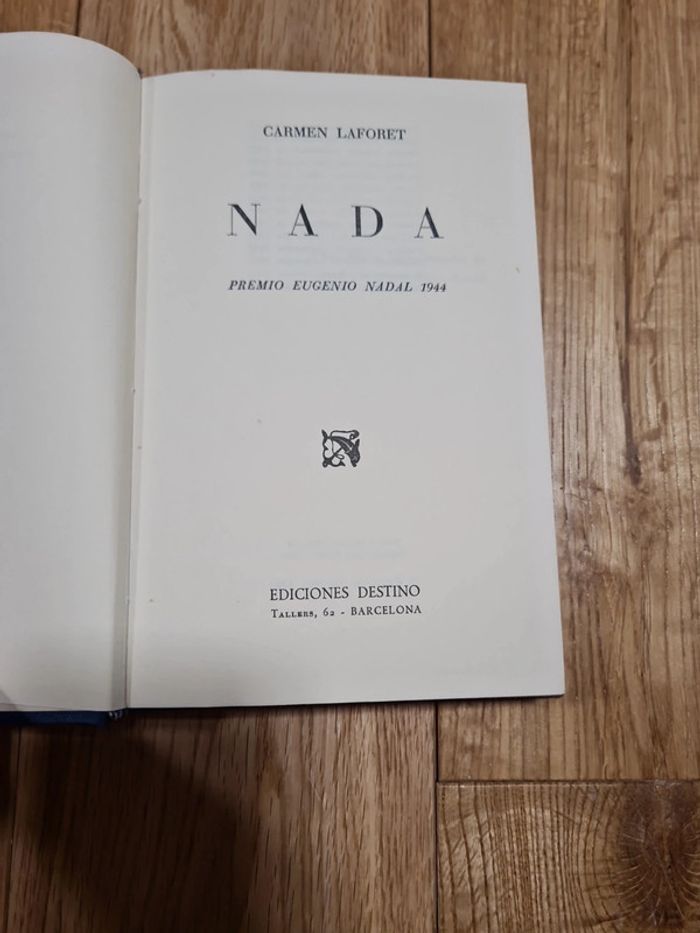 CARMEN LAFORET
NADA
PREMIO EUGENIO NADAL 1944
EDICIONES DESTINO
Tallers, 62 - BARCELONA